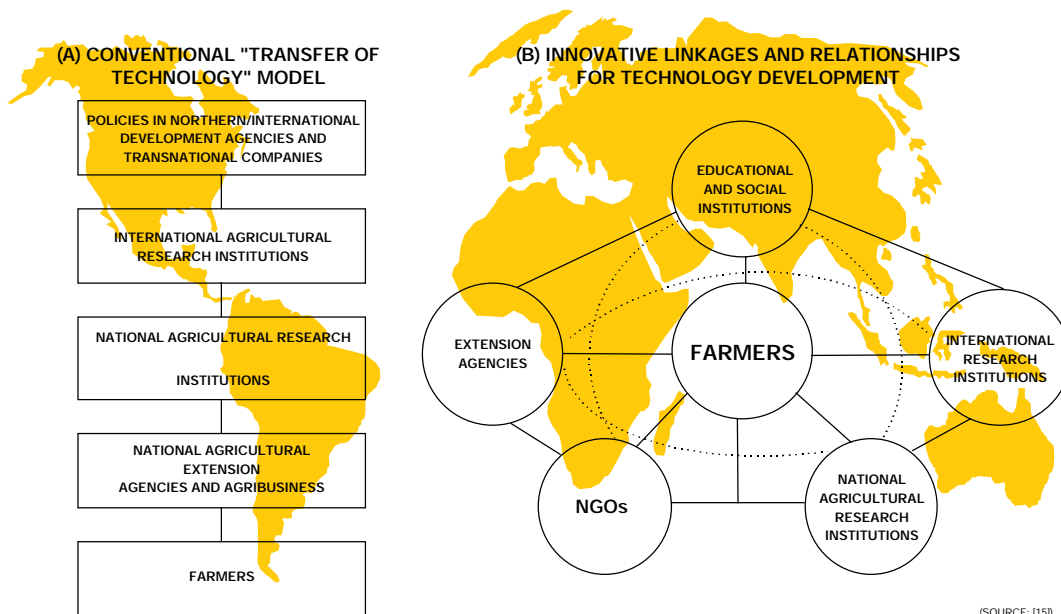 (A) CONVENTIONAL "TRANSFER OF
TECHNOLOGY" MODEL
POLICIES IN NORTHERN/INTERNATIONAL
DEVELOPMENT AGENCIES AND
TRANSNATIONAL COMPANIES
INTERNATIONAL AGRICULTURAL
RESEARCH INSTITUTIONS
NATIONAL AGRICULTURAL RESEARCH
INSTITUTIONS
NATIONAL AGRICULTURAL
EXTENSION
AGENCIES AND AGRIBUSINESS
FARMERS
(B) INNOVATIVE LINKAGES AND RELATIONSHIPS
FOR TECHNOLOGY DEVELOPMENT
EDUCATIONAL
AND SOCIAL
INSTITUTIONS
EXTENSION
AGENCIES
FARMERS
INTERNATIONAL
RESEARCH
INSTITUTIONS
NGOs
NATIONAL
AGRICULTURAL
RESEARCH
INSTITUTIONS
(SOURCE: [15])